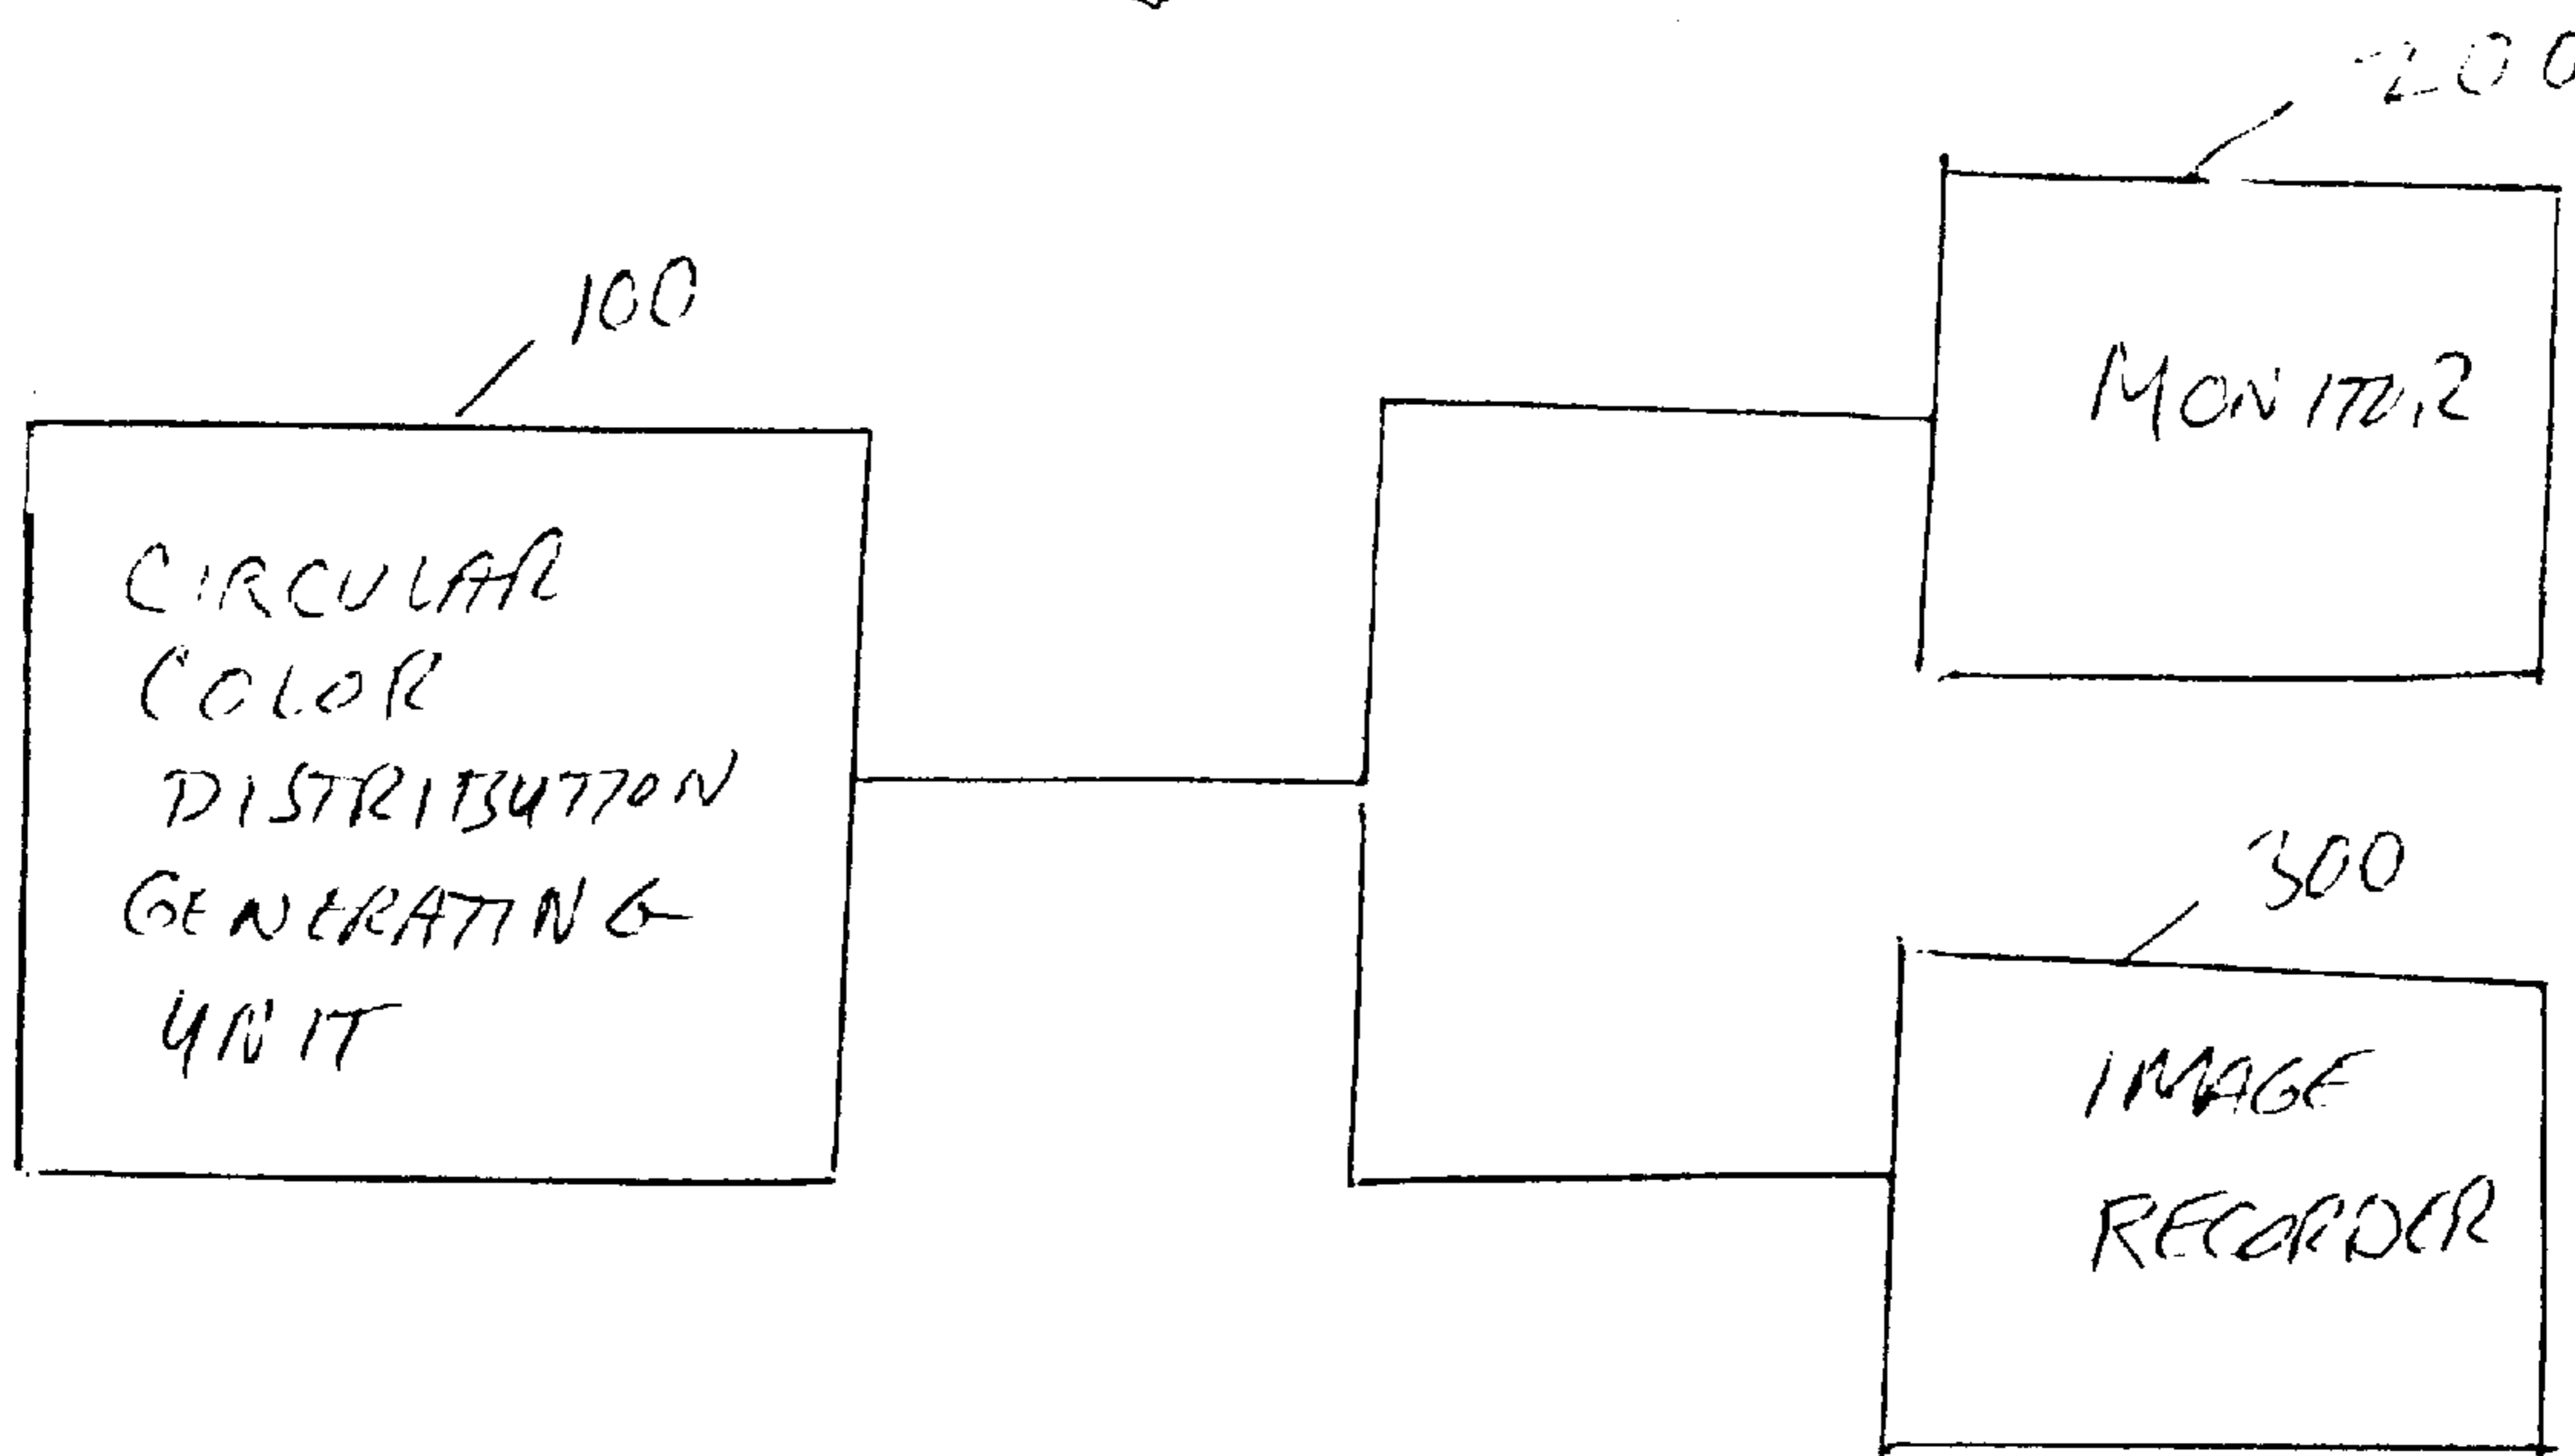 200
100
MONITOR
CIRCULAR
COLOR
DISTRIBUTION
GENERATING
UNIT
300
IMAGE
RECORDER